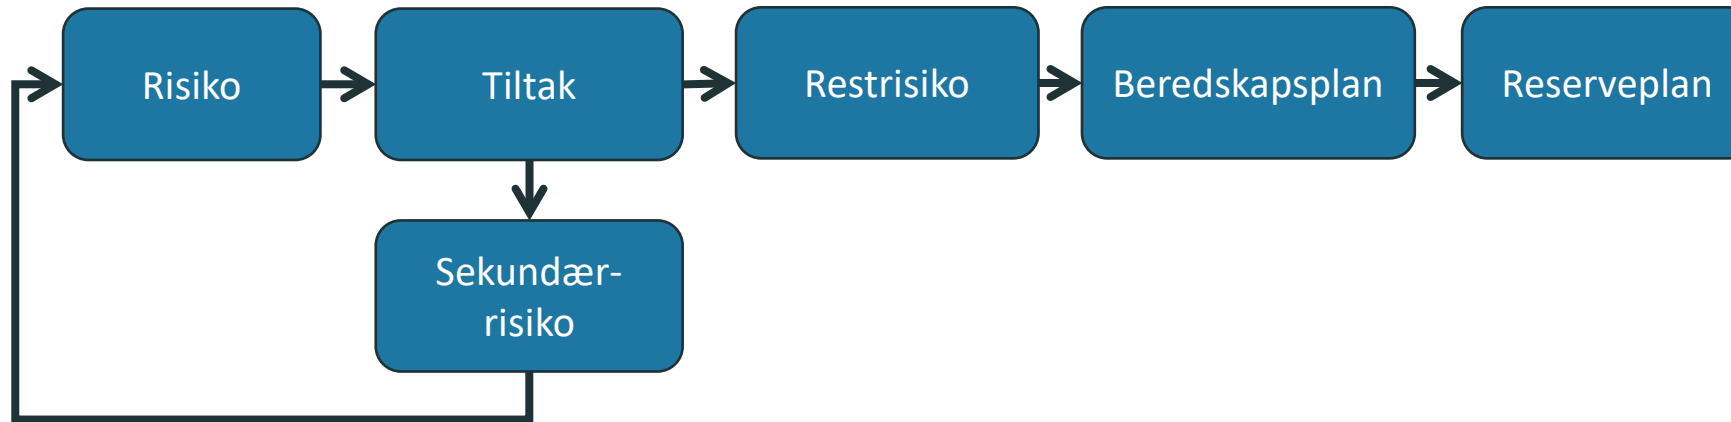 Risiko
Tiltak
Restrisiko
Beredskapsplan
Reserveplan
Sekundær-
risiko